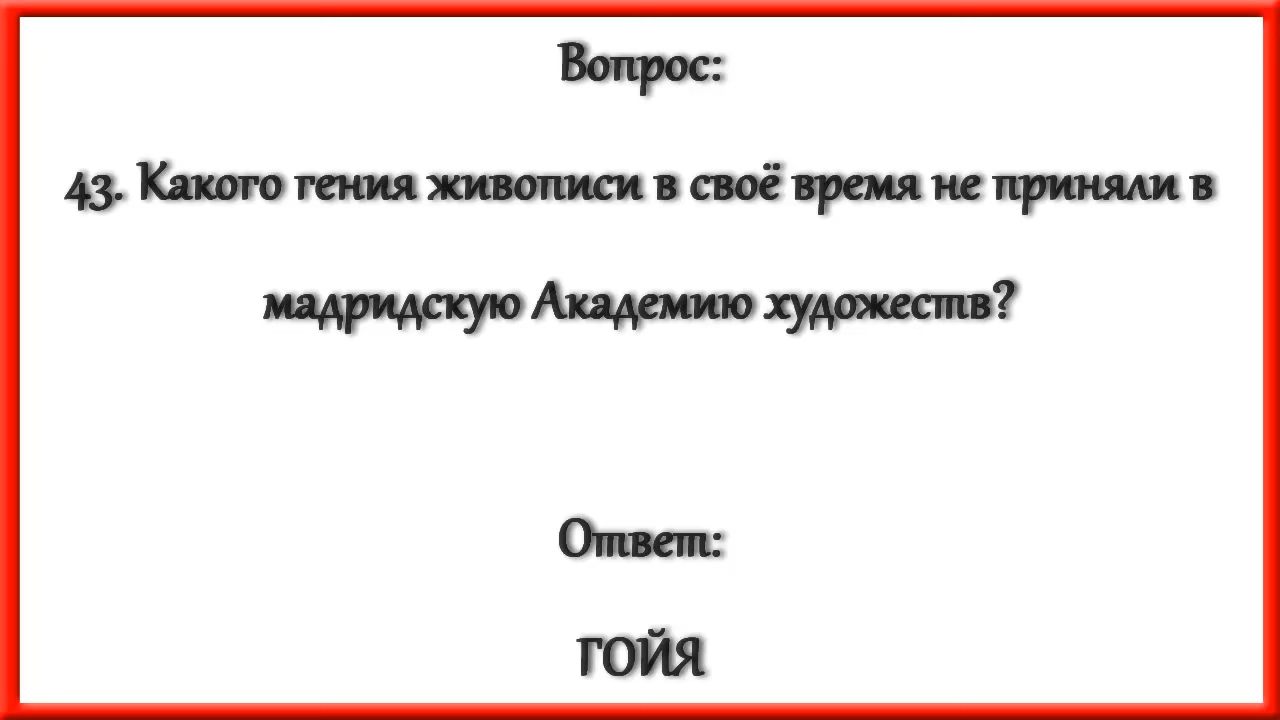 Вопрос:
43. Какого гения живописи в своё время не приняли в
мадридскую Академию художеств?
Ответ:
ГОЙЯ